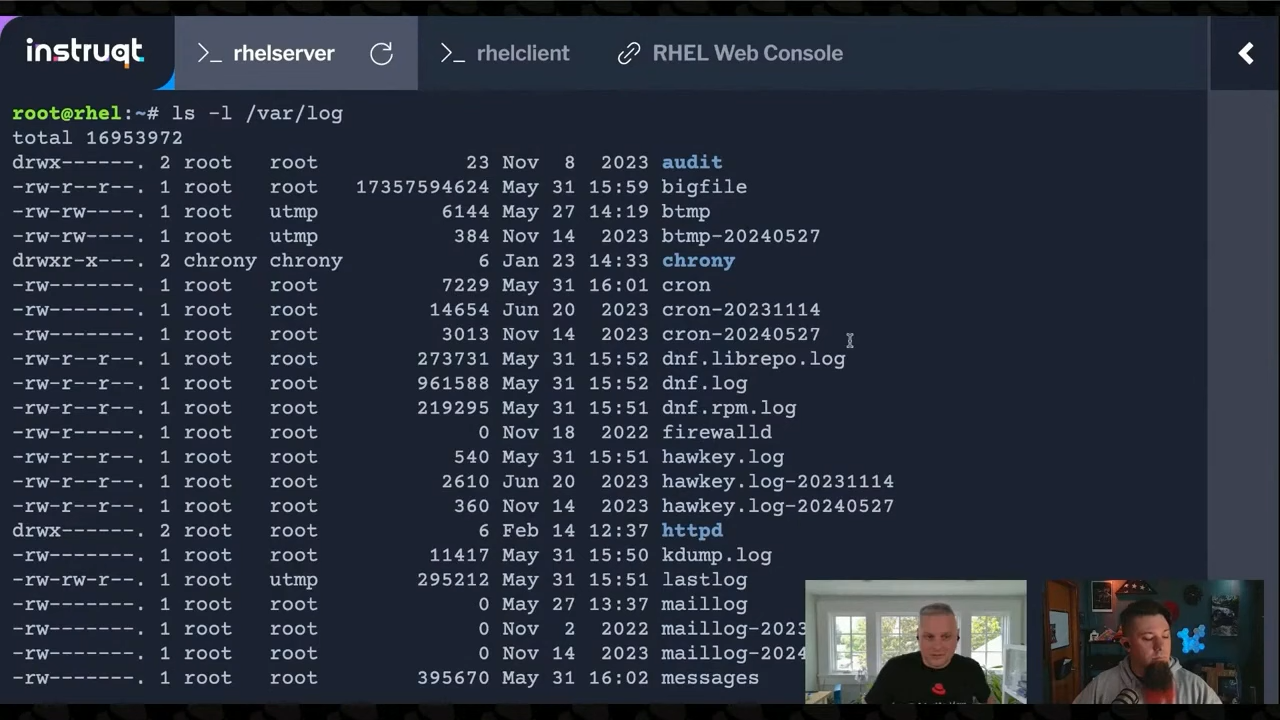 instruqt
>_ rhelserver
>_ rhelclient
RHEL Web Console
root@rhel:~# ls -l /var/log
total 16953972
drwx------. 2 root   root            23 Nov  8  2023 audit
-rw-r--r--. 1 root   root   17357594624 May 31 15:59 bigfile
-rw-rw----. 1 root   utmp          6144 May 27 14:19 btmp
-rw-rw----. 1 root   utmp           384 Nov 14  2023 btmp-20240527
drwxr-x---. 2 chrony chrony           6 Jan 23 14:33 chrony
-rw-------. 1 root   root          7229 May 31 16:01 cron
-rw-------. 1 root   root         14654 Jun 20  2023 cron-20231114
-rw-------. 1 root   root          3013 Nov 14  2023 cron-20240527
-rw-r--r--. 1 root   root        273731 May 31 15:52 dnf.librepo.log
-rw-r--r--. 1 root   root        961588 May 31 15:52 dnf.log
-rw-r--r--. 1 root   root        219295 May 31 15:51 dnf.rpm.log
-rw-r-----. 1 root   root             0 Nov 18  2022 firewalld
-rw-r--r--. 1 root   root           540 May 31 15:51 hawkey.log
-rw-r--r--. 1 root   root          2610 Jun 20  2023 hawkey.log-20231114
-rw-r--r--. 1 root   root           360 Nov 14  2023 hawkey.log-20240527
drwx------. 2 root   root             6 Feb 14 12:37 httpd
-rw-------. 1 root   root         11417 May 31 15:50 kdump.log
-rw-rw-r--. 1 root   utmp        295212 May 31 15:51 lastlog
-rw-------. 1 root   root             0 May 27 13:37 maillog
-rw-------. 1 root   root             0 Nov  2  2022 maillog-2023
-rw-------. 1 root   root             0 Nov 14  2023 maillog-2024
-rw-------. 1 root   root        395670 May 31 16:02 messages